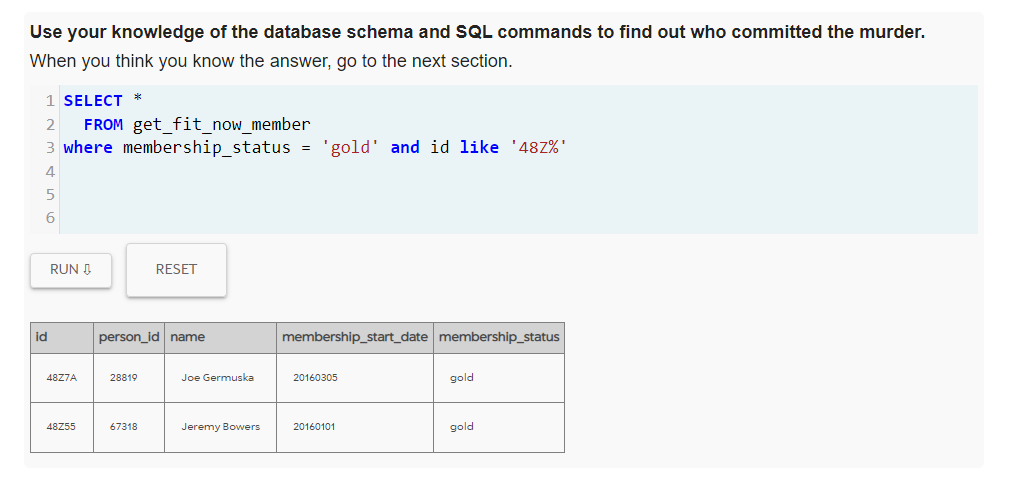 Use your knowledge of the database schema and SQL commands to find out who committed the murder.
When you think you know the answer, go to the next section.
1 SELECT *
2 FROM get_fit_now_member
3 where membership_status = 'gold' and id like '48Z%'
4
5
6
RUN ⇩
RESET
id person_id name membership_start_date membership_status
48Z7A 28819 Joe Germuska 20160305 gold
48Z55 67318 Jeremy Bowers 20160101 gold